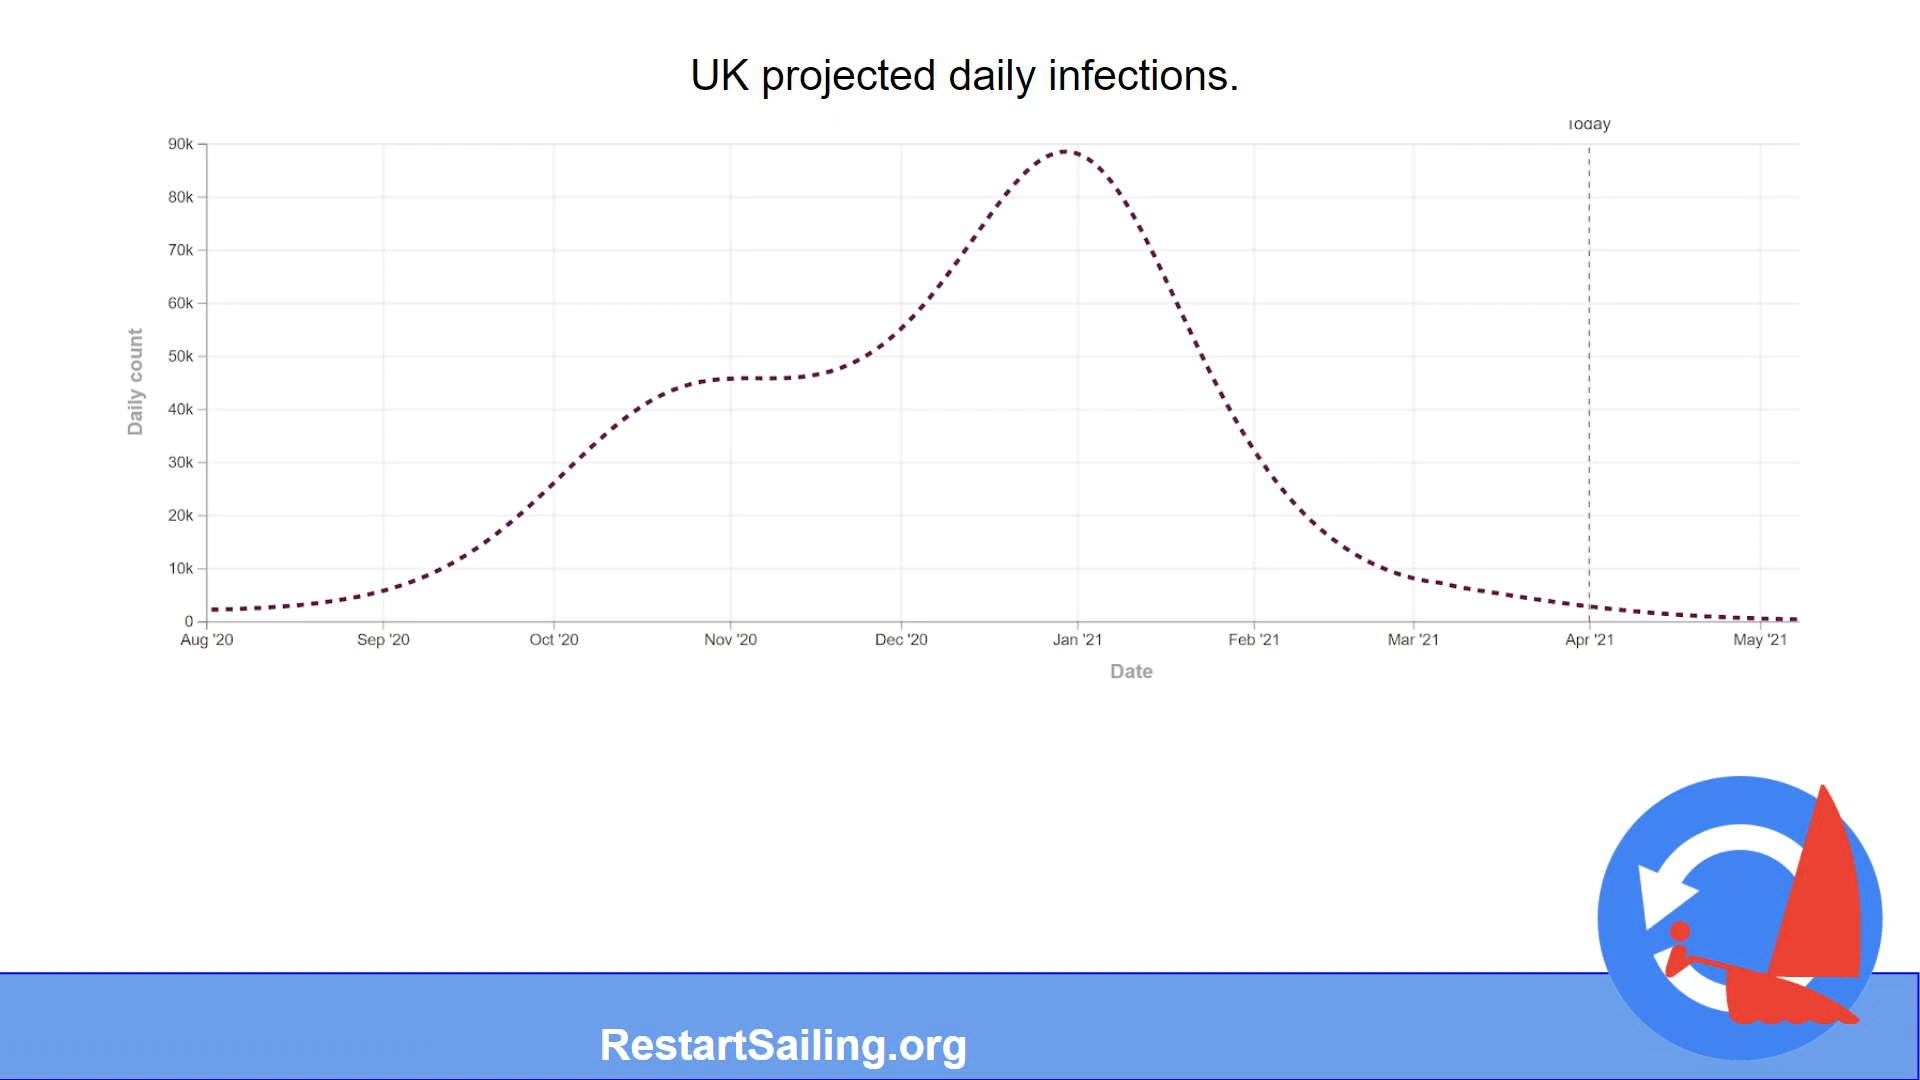 UK projected daily infections.
Today
90k
80k
70k
60k
50k
40k
30k
20k
10k
0
Daily count
Aug '20 Sep '20 Oct '20 Nov '20 Dec '20 Jan '21 Feb '21 Mar '21 Apr '21 May '21
Date
RestartSailing.org